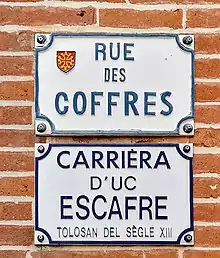 RUE
DES
COFFRES
CARRIÈRA
D'UC
ESCAFRE
TOLOSAN DEL SÈGLE XIII